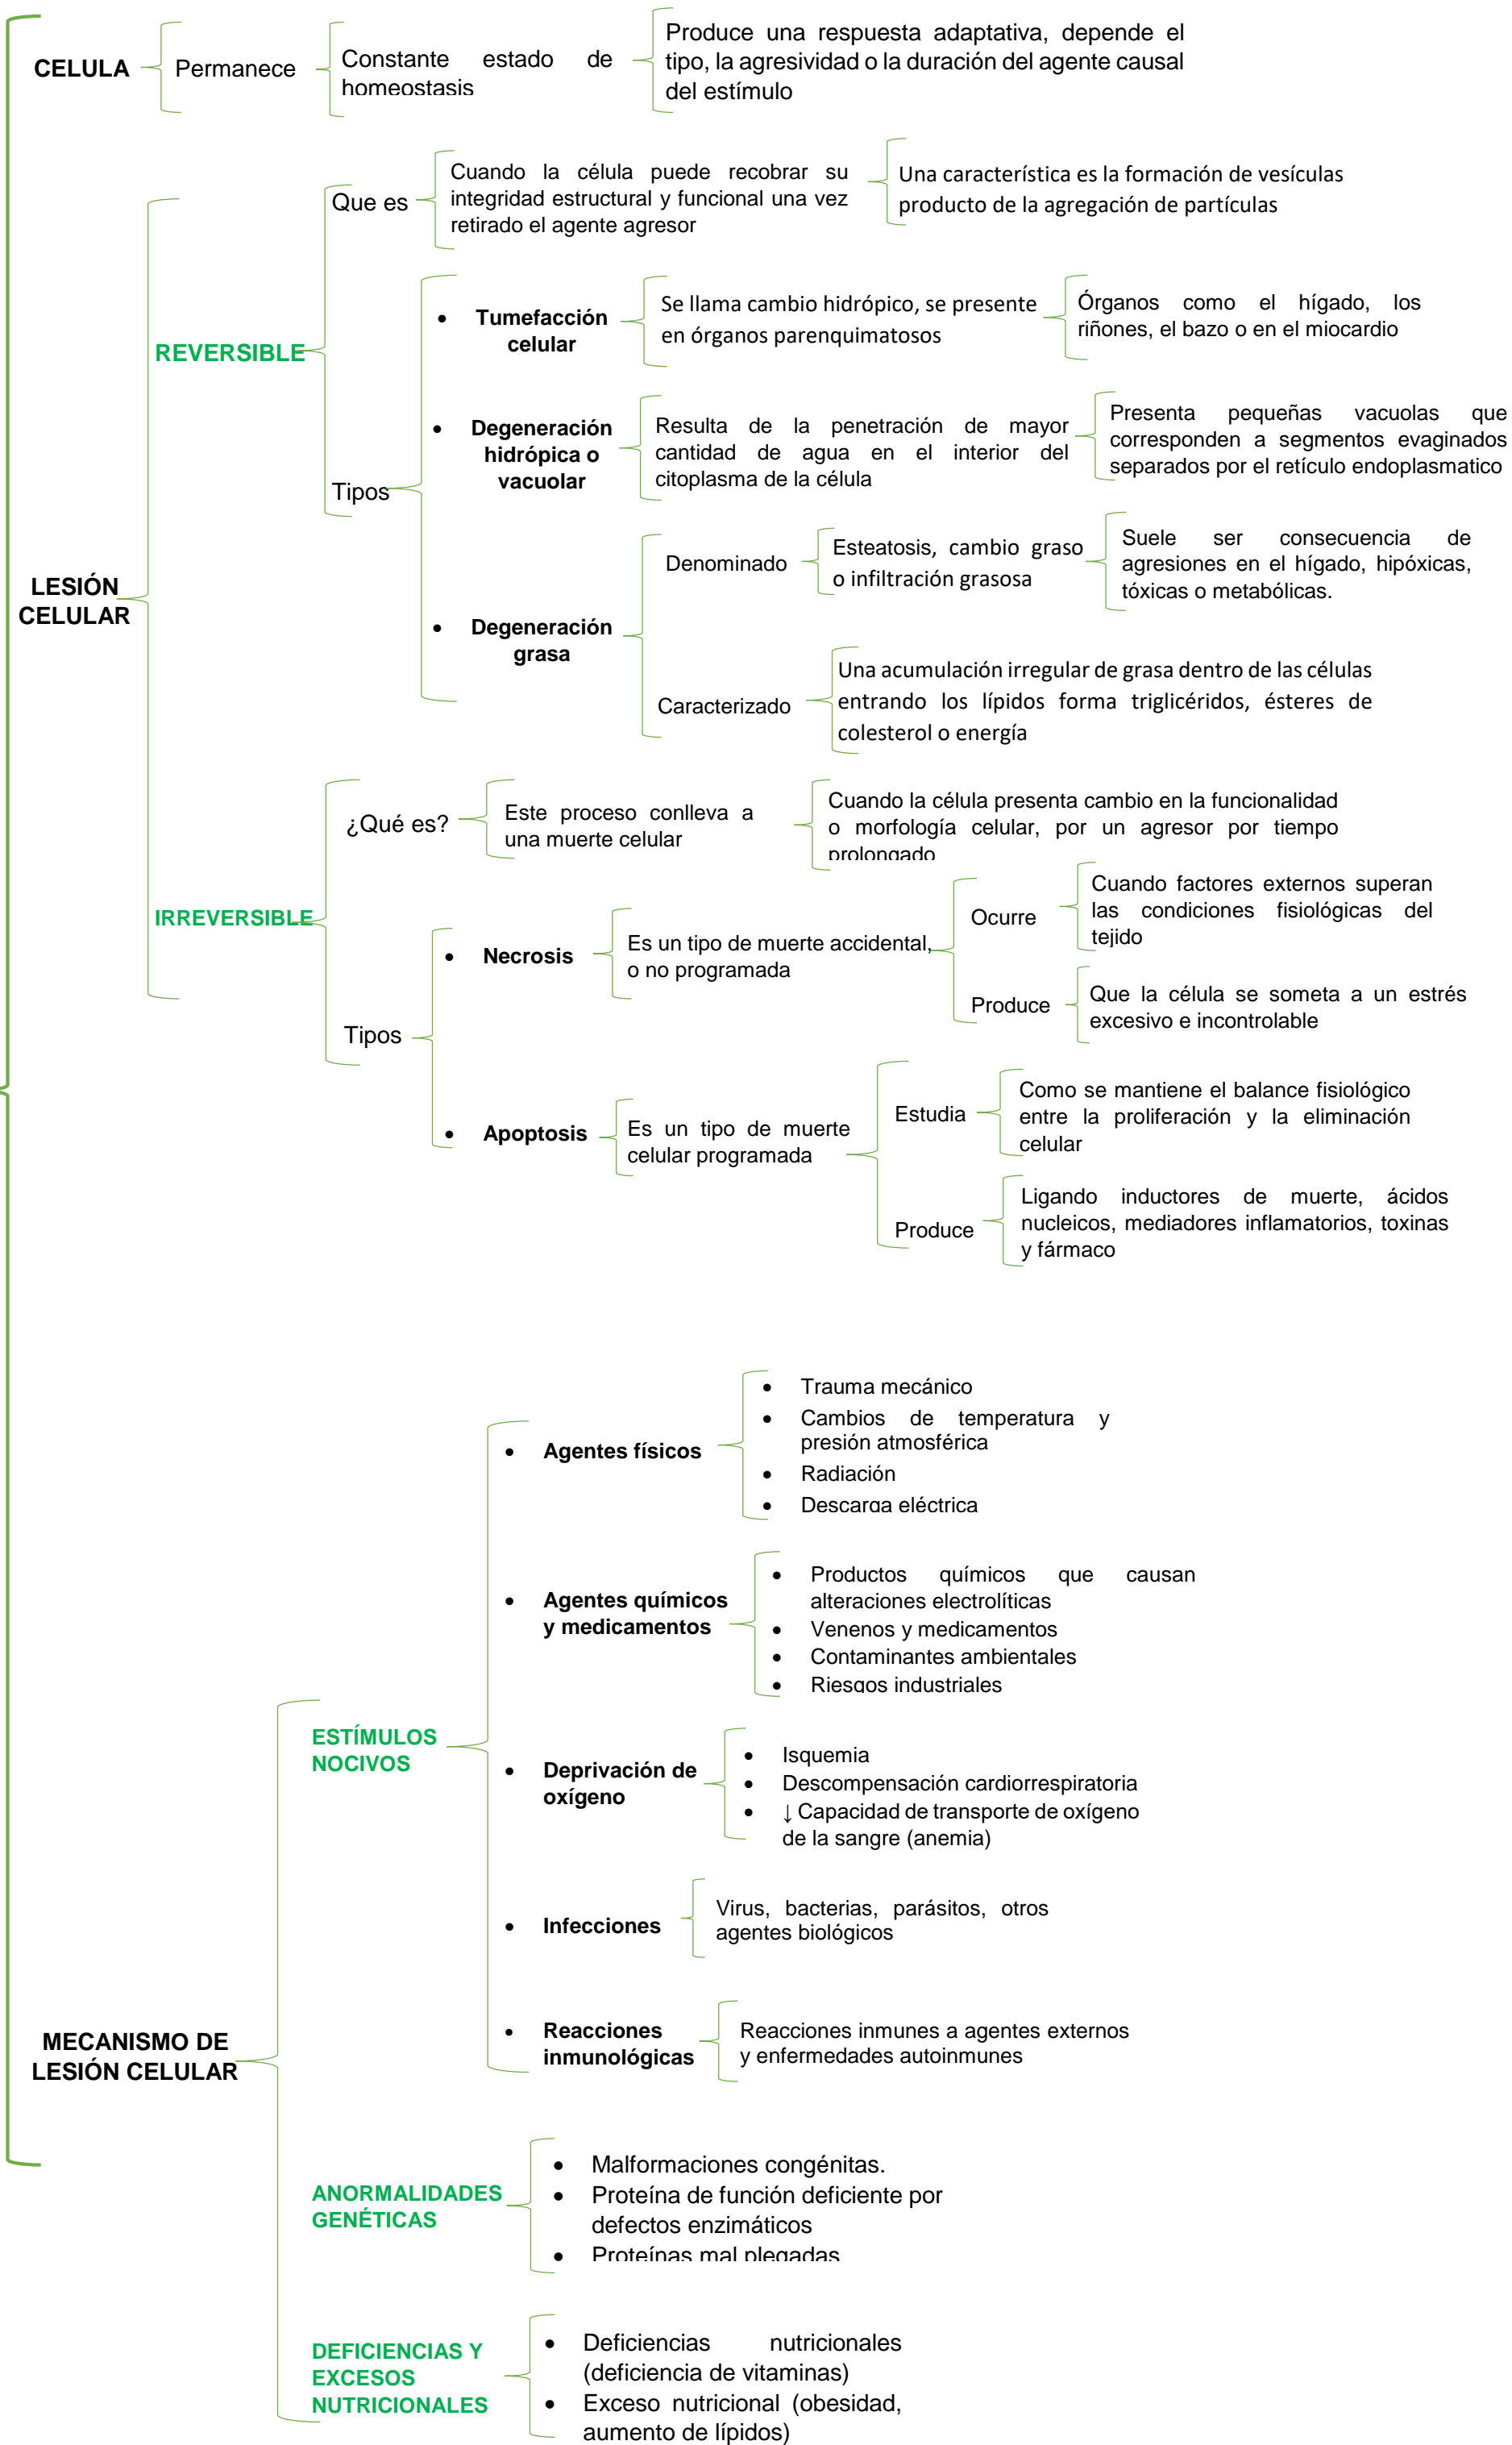 CELULA
Permanece
Constante estado de
homeostasis
Produce una respuesta adaptativa, depende el
tipo, la agresividad o la duración del agente causal
del estímulo
LESIÓN
CELULAR
REVERSIBLE
Que es
Cuando la célula puede recobrar su
integridad estructural y funcional una vez
retirado el agente agresor
Una característica es la formación de vesículas
producto de la agregación de partículas
Tipos
• Tumefacción
celular
Se llama cambio hidrópico, se presente
en órganos parenquimatosos
Órganos como el hígado, los
riñones, el bazo o en el miocardio
• Degeneración
hidrópica o
vacuolar
Resulta de la penetración de mayor
cantidad de agua en el interior del
citoplasma de la célula
Presenta pequeñas vacuolas que
corresponden a segmentos evaginados
separados por el retículo endoplasmatico
• Degeneración
grasa
Denominado
Esteatosis, cambio graso
o infiltración grasosa
Suele ser consecuencia de
agresiones en el hígado, hipóxicas,
tóxicas o metabólicas.
Caracterizado
Una acumulación irregular de grasa dentro de las células
entrando los lípidos forma triglicéridos, ésteres de
colesterol o energía
IRREVERSIBLE
¿Qué es?
Este proceso conlleva a
una muerte celular
Cuando la célula presenta cambio en la funcionalidad
o morfología celular, por un agresor por tiempo
prolongado
Tipos
• Necrosis
Es un tipo de muerte accidental,
o no programada
Ocurre
Cuando factores externos superan
las condiciones fisiológicas del
tejido
Produce
Que la célula se someta a un estrés
excesivo e incontrolable
• Apoptosis
Es un tipo de muerte
celular programada
Estudia
Como se mantiene el balance fisiológico
entre la proliferación y la eliminación
celular
Produce
Ligando inductores de muerte, ácidos
nucleicos, mediadores inflamatorios, toxinas
y fármaco
MECANISMO DE
LESIÓN CELULAR
ESTÍMULOS
NOCIVOS
• Agentes físicos
• Trauma mecánico
• Cambios de temperatura y
presión atmosférica
• Radiación
• Descarga eléctrica
• Agentes químicos
y medicamentos
• Productos químicos que causan
alteraciones electrolíticas
• Venenos y medicamentos
• Contaminantes ambientales
• Riesgos industriales
• Deprivación de
oxígeno
• Isquemia
• Descompensación cardiorrespiratoria
• ↓ Capacidad de transporte de oxígeno
de la sangre (anemia)
• Infecciones
Virus, bacterias, parásitos, otros
agentes biológicos
• Reacciones
inmunológicas
Reacciones inmunes a agentes externos
y enfermedades autoinmunes
ANORMALIDADES
GENÉTICAS
• Malformaciones congénitas.
• Proteína de función deficiente por
defectos enzimáticos
• Proteínas mal plegadas
DEFICIENCIAS Y
EXCESOS
NUTRICIONALES
• Deficiencias nutricionales
(deficiencia de vitaminas)
• Exceso nutricional (obesidad,
aumento de lípidos)